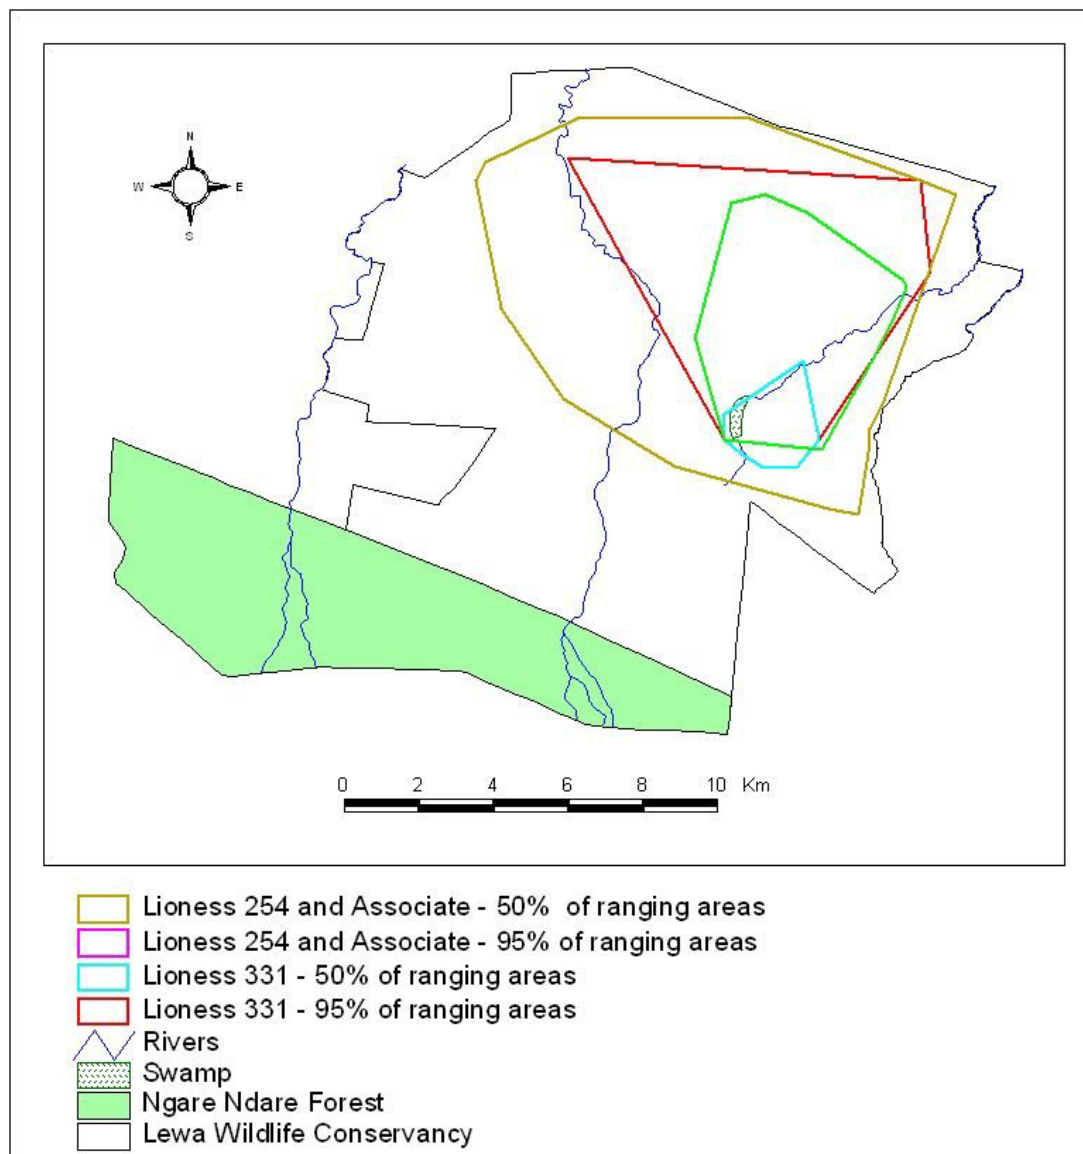 N
W E
S
0 2 4 6 8 10 Km
Lioness 254 and Associate - 50% of ranging areas
Lioness 254 and Associate - 95% of ranging areas
Lioness 331 - 50% of ranging areas
Lioness 331 - 95% of ranging areas
Rivers
Swamp
Ngare Ndare Forest
Lewa Wildlife Conservancy